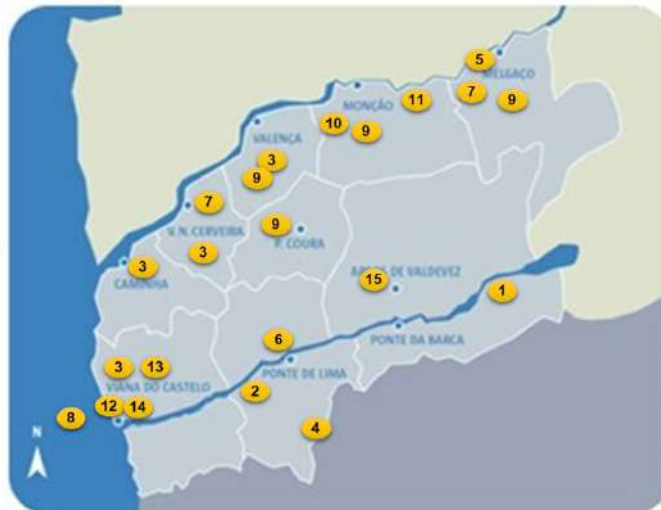 5
MELGAÇO
7
9
MONÇÃO
11
10
9
VALENÇA
3
9
7
V. N. CERVEIRA
3
9
P. COURA
3
CAMINHA
15
ARCOS DE VALDEVEZ
1
PONTE DA BARCA
6
PONTE DE LIMA
2
4
3
13
VIANA DO CASTELO
12
14
8
N